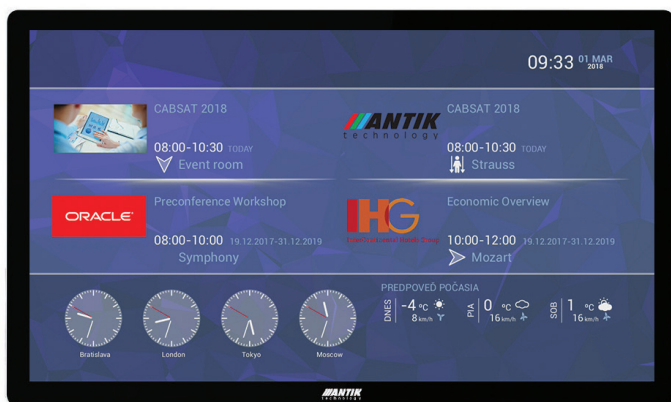 09:33 01 MAR
2018
CABSAT 2018
08:00-10:30 TODAY
Event room
ANTIK
technology
CABSAT 2018
08:00-10:30 TODAY
Strauss
ORACLE
Preconference Workshop
08:00-10:00 19.12.2017-31.12.2019
Symphony
IHG
InterContinental Hotels Group
Economic Overview
10:00-12:00 19.12.2017-31.12.2019
Mozart
Bratislava
London
Tokyo
Moscow
PREDPOVEĎ POČASIA
DNES
-4 °C
8 km/h
PIA
0 °C
16 km/h
SOB
1 °C
16 km/h
ANTIK
technology